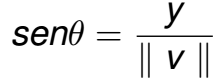 senθ = y / ‖ v ‖